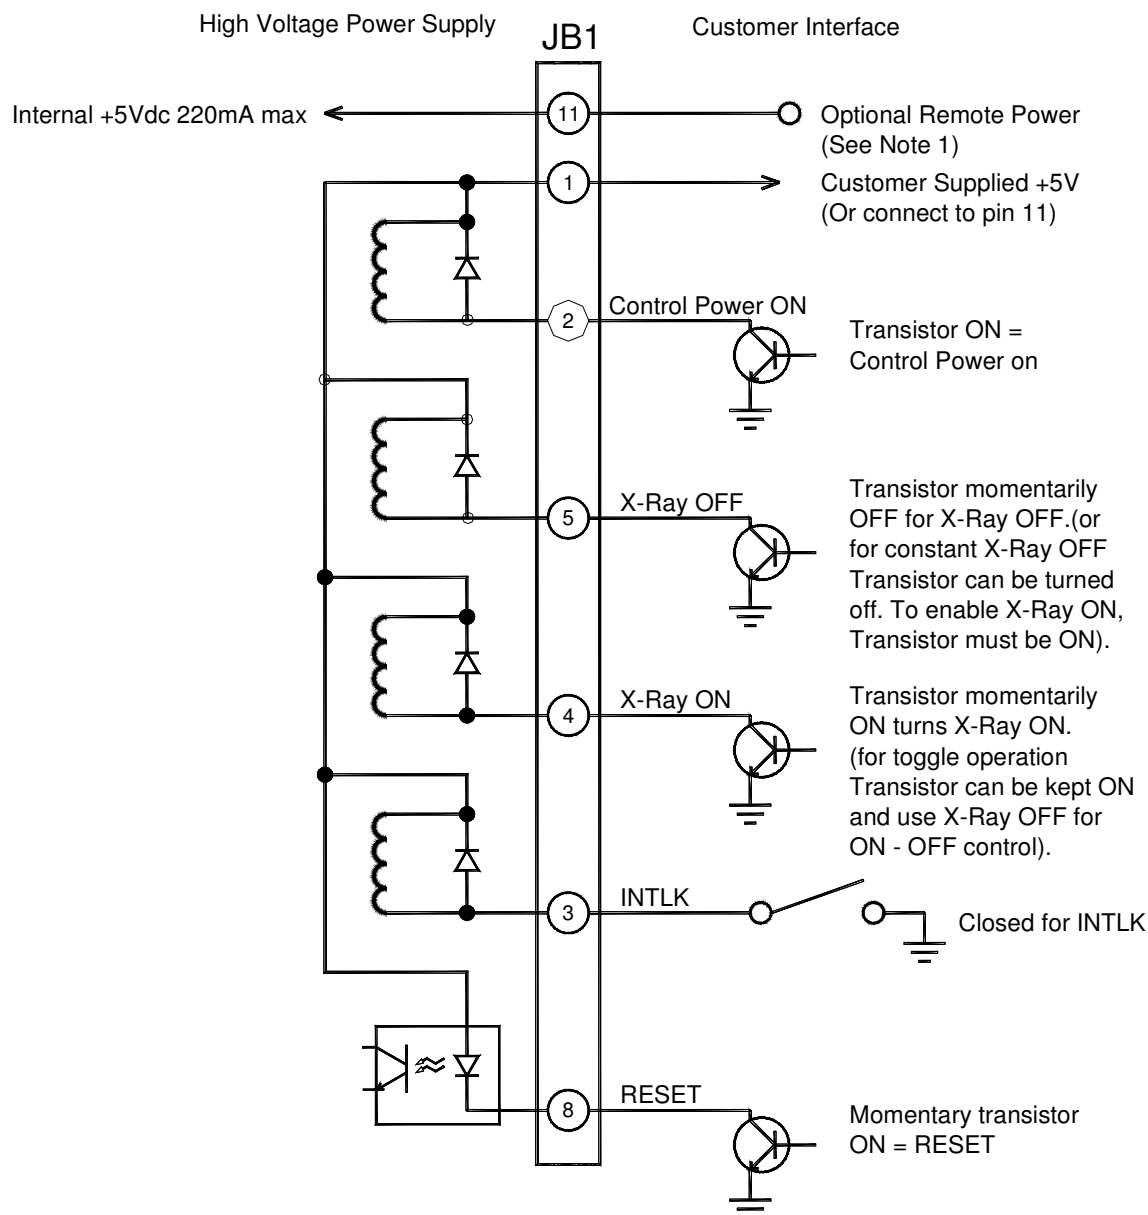 High Voltage Power Supply
JB1
Customer Interface
Internal +5Vdc 220mA max
11
Optional Remote Power
(See Note 1)
1
Customer Supplied +5V
(Or connect to pin 11)
2
Control Power ON
Transistor ON =
Control Power on
5
X-Ray OFF
Transistor momentarily
OFF for X-Ray OFF.(or
for constant X-Ray OFF
Transistor can be turned
off. To enable X-Ray ON,
Transistor must be ON).
4
X-Ray ON
Transistor momentarily
ON turns X-Ray ON.
(for toggle operation
Transistor can be kept ON
and use X-Ray OFF for
ON - OFF control).
3
INTLK
Closed for INTLK
8
RESET
Momentary transistor
ON = RESET